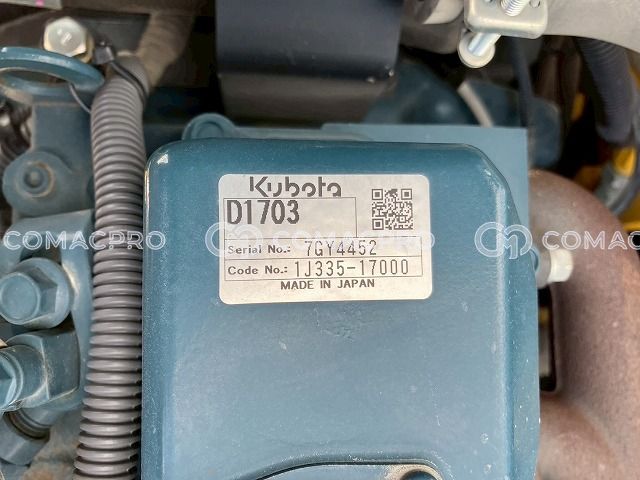 Kubota
D1703
Serial No.: 7GY4452
Code No.: 1J335-17000
MADE IN JAPAN
COMACPRO COMACPRO COMACPRO